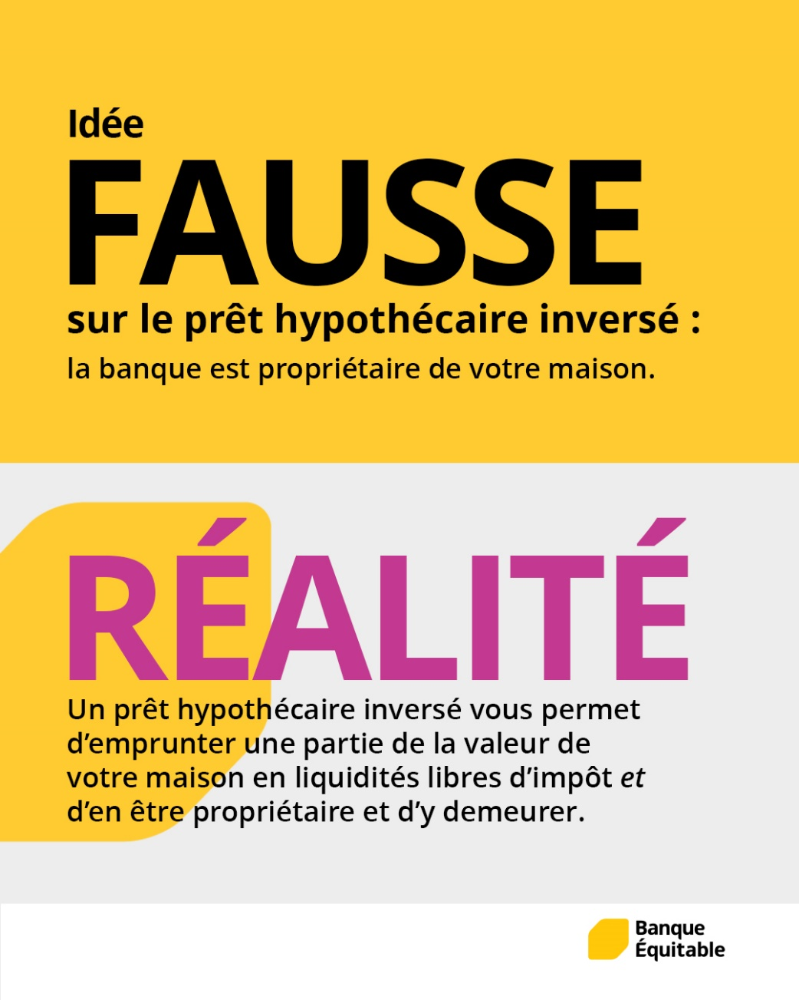 Idée
FAUSSE
sur le prêt hypothécaire inversé :
la banque est propriétaire de votre maison.
RÉALITÉ
Un prêt hypothécaire inversé vous permet
d’emprunter une partie de la valeur de
votre maison en liquidités libres d’impôt et
d’en être propriétaire et d’y demeurer.
Banque
Équitable